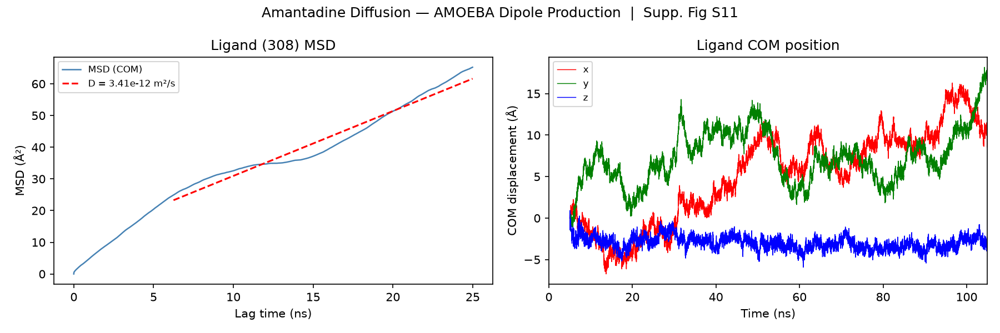 Amantadine Diffusion — AMOEBA Dipole Production | Supp. Fig S11
Ligand (308) MSD
MSD (COM)
D = 3.41e-12 m²/s
MSD (Å²)
60
50
40
30
20
10
0
0 5 10 15 20 25
Lag time (ns)
Ligand COM position
x
y
z
COM displacement (Å)
15
10
5
0
−5
0 20 40 60 80 100
Time (ns)